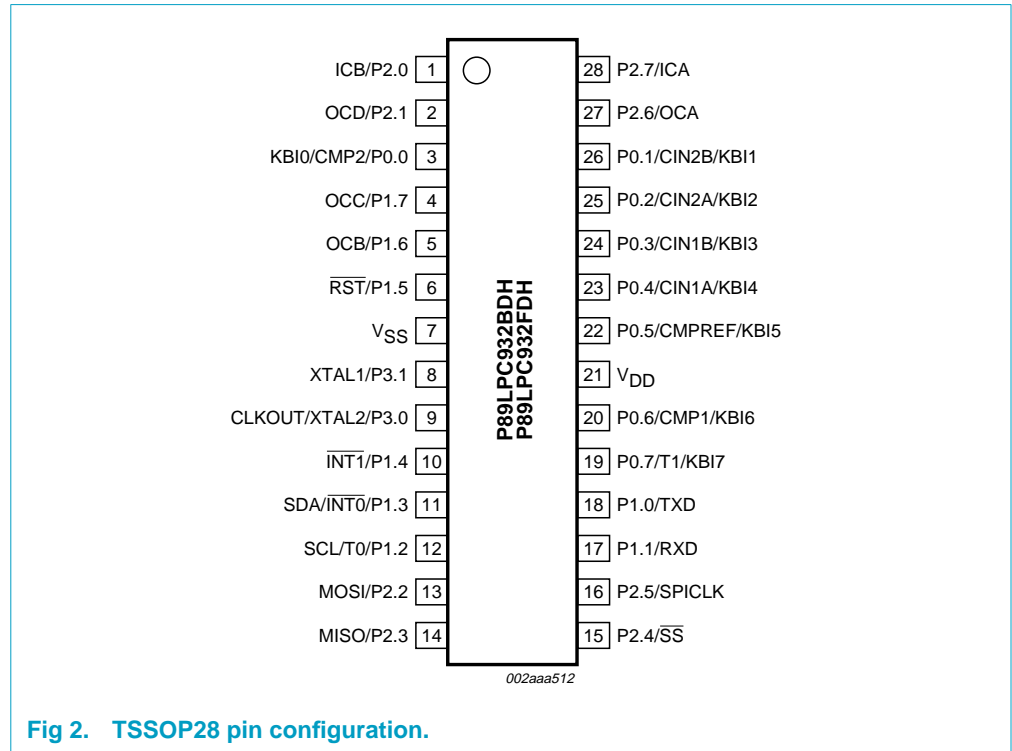 ICB/P2.0 1 28 P2.7/ICA
OCD/P2.1 2 27 P2.6/OCA
KBI0/CMP2/P0.0 3 26 P0.1/CIN2B/KBI1
OCC/P1.7 4 25 P0.2/CIN2A/KBI2
OCB/P1.6 5 24 P0.3/CIN1B/KBI3
R̅S̅T̅/P1.5 6 23 P0.4/CIN1A/KBI4
VSS 7 22 P0.5/CMPREF/KBI5
XTAL1/P3.1 8 21 VDD
CLKOUT/XTAL2/P3.0 9 20 P0.6/CMP1/KBI6
I̅N̅T̅1̅/P1.4 10 19 P0.7/T1/KBI7
SDA/I̅N̅T̅0̅/P1.3 11 18 P1.0/TXD
SCL/T0/P1.2 12 17 P1.1/RXD
MOSI/P2.2 13 16 P2.5/SPICLK
MISO/P2.3 14 15 P2.4/S̅S̅
P89LPC932BDH
P89LPC932FDH
002aaa512
Fig 2. TSSOP28 pin configuration.